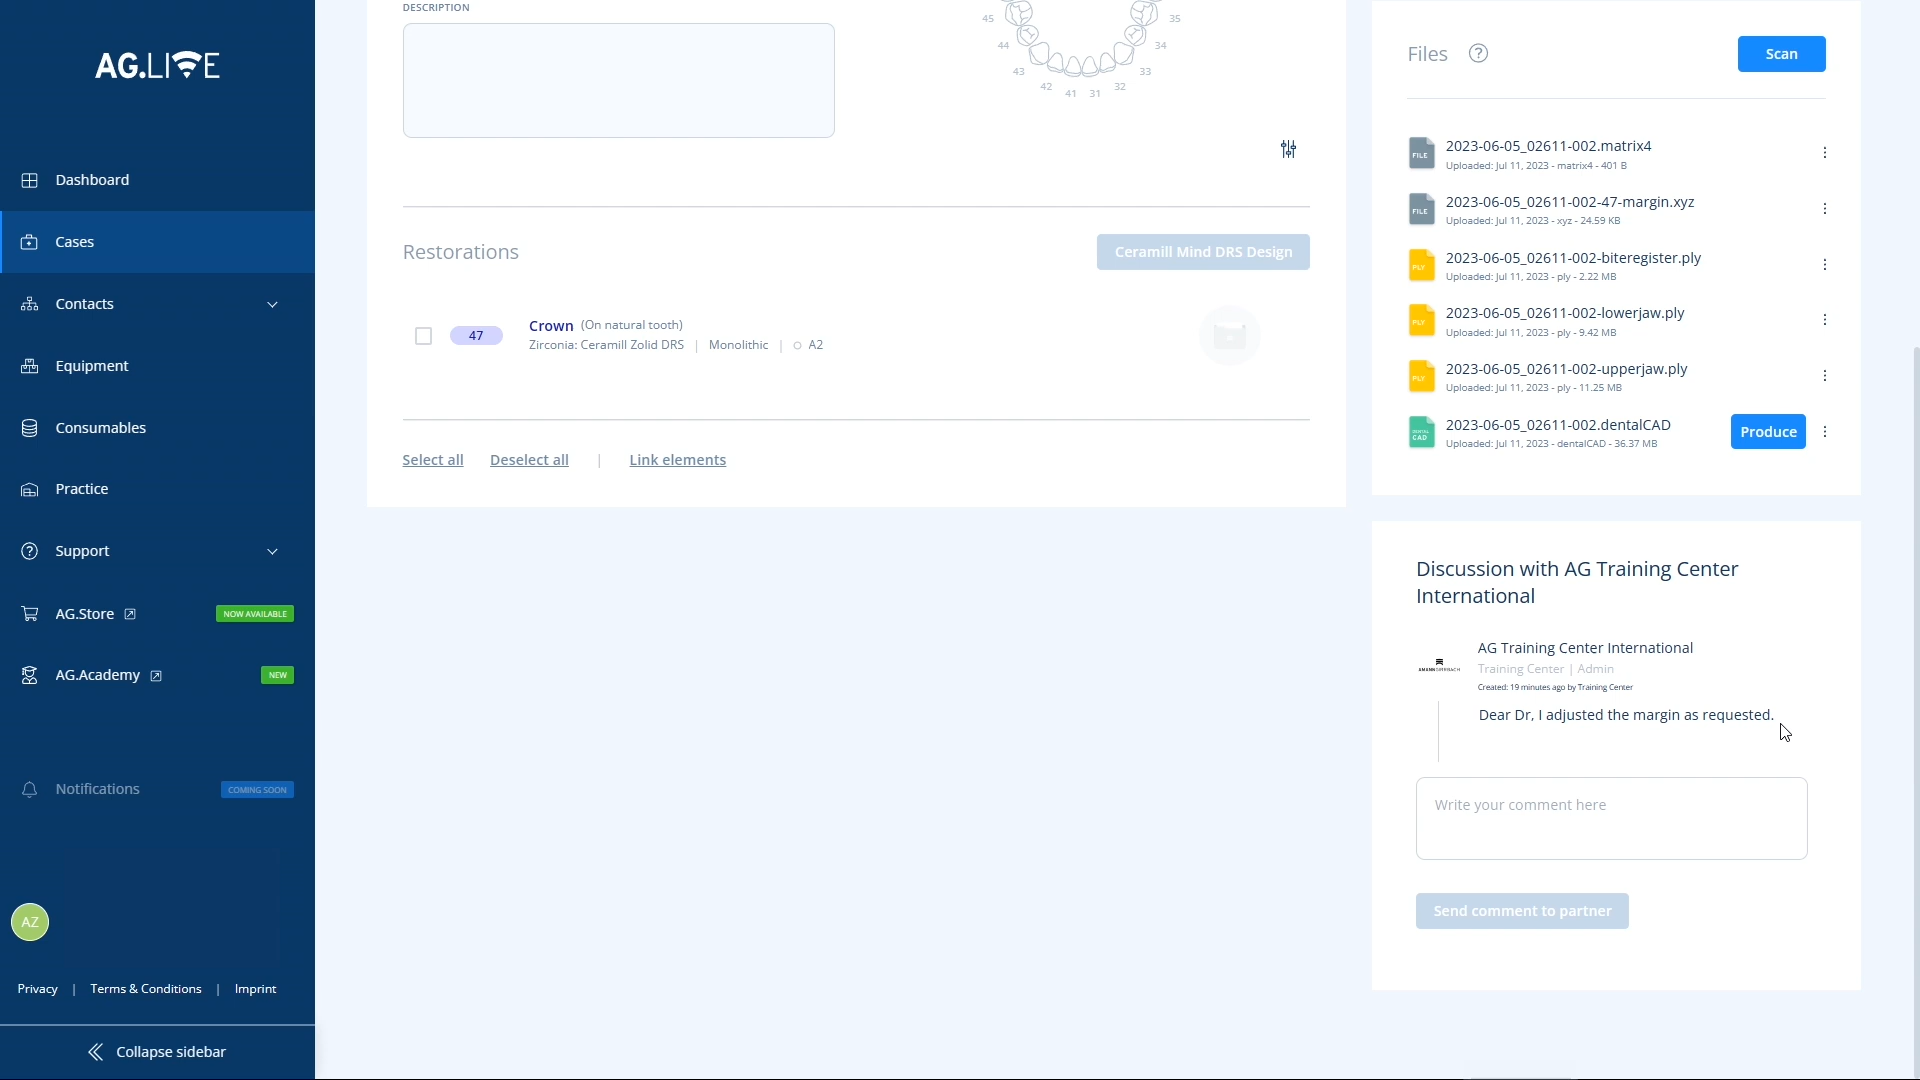 AG.LIVE
Dashboard
Cases
Contacts
Equipment
Consumables
Practice
Support
AG.Store NOW AVAILABLE
AG.Academy NEW
Notifications COMING SOON
AZ
Privacy | Terms & Conditions | Imprint
Collapse sidebar
DESCRIPTION
45 35
44 34
43 33
42 41 31 32
Restorations
Ceramill Mind DRS Design
47
Crown (On natural tooth)
Zirconia: Ceramill Zolid DRS | Monolithic | A2
Select all Deselect all | Link elements
Files ?
Scan
FILE
2023-06-05_02611-002.matrix4
Uploaded: Jul 11, 2023 - matrix4 - 401 B
FILE
2023-06-05_02611-002-47-margin.xyz
Uploaded: Jul 11, 2023 - xyz - 24.59 KB
PLY
2023-06-05_02611-002-biteregister.ply
Uploaded: Jul 11, 2023 - ply - 2.22 MB
PLY
2023-06-05_02611-002-lowerjaw.ply
Uploaded: Jul 11, 2023 - ply - 9.42 MB
PLY
2023-06-05_02611-002-upperjaw.ply
Uploaded: Jul 11, 2023 - ply - 11.25 MB
DENTAL
CAD
2023-06-05_02611-002.dentalCAD
Uploaded: Jul 11, 2023 - dentalCAD - 36.37 MB
Produce
Discussion with AG Training Center
International
AMANNGIRRBACH
AG Training Center International
Training Center | Admin
Created: 19 minutes ago by Training Center
Dear Dr, I adjusted the margin as requested.
Write your comment here
Send comment to partner